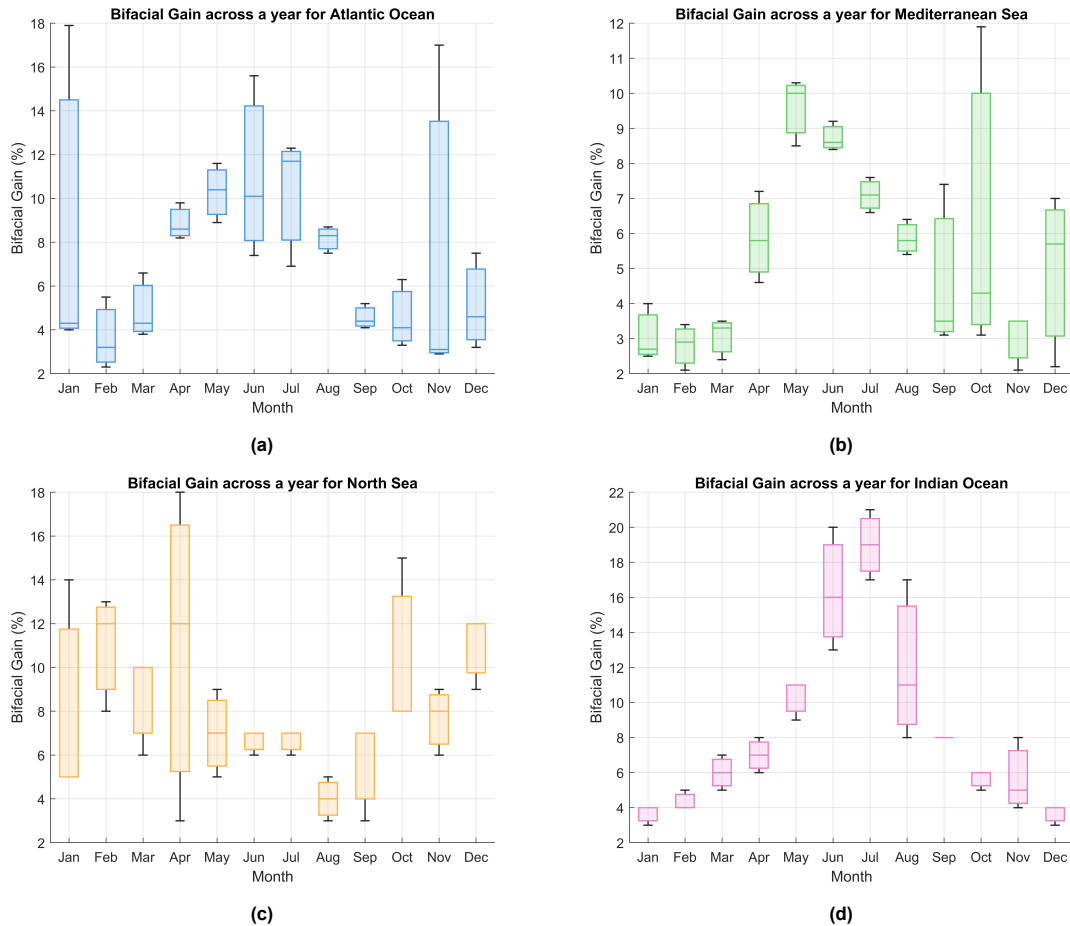 Bifacial Gain across a year for Atlantic Ocean
18
16
14
12
10
8
6
4
2
Bifacial Gain (%)
Jan Feb Mar Apr May Jun Jul Aug Sep Oct Nov Dec
Month
(a)
Bifacial Gain across a year for Mediterranean Sea
12
11
10
9
8
7
6
5
4
3
2
Bifacial Gain (%)
Jan Feb Mar Apr May Jun Jul Aug Sep Oct Nov Dec
Month
(b)
Bifacial Gain across a year for North Sea
18
16
14
12
10
8
6
4
2
Bifacial Gain (%)
Jan Feb Mar Apr May Jun Jul Aug Sep Oct Nov Dec
Month
(c)
Bifacial Gain across a year for Indian Ocean
22
20
18
16
14
12
10
8
6
4
2
Bifacial Gain (%)
Jan Feb Mar Apr May Jun Jul Aug Sep Oct Nov Dec
Month
(d)